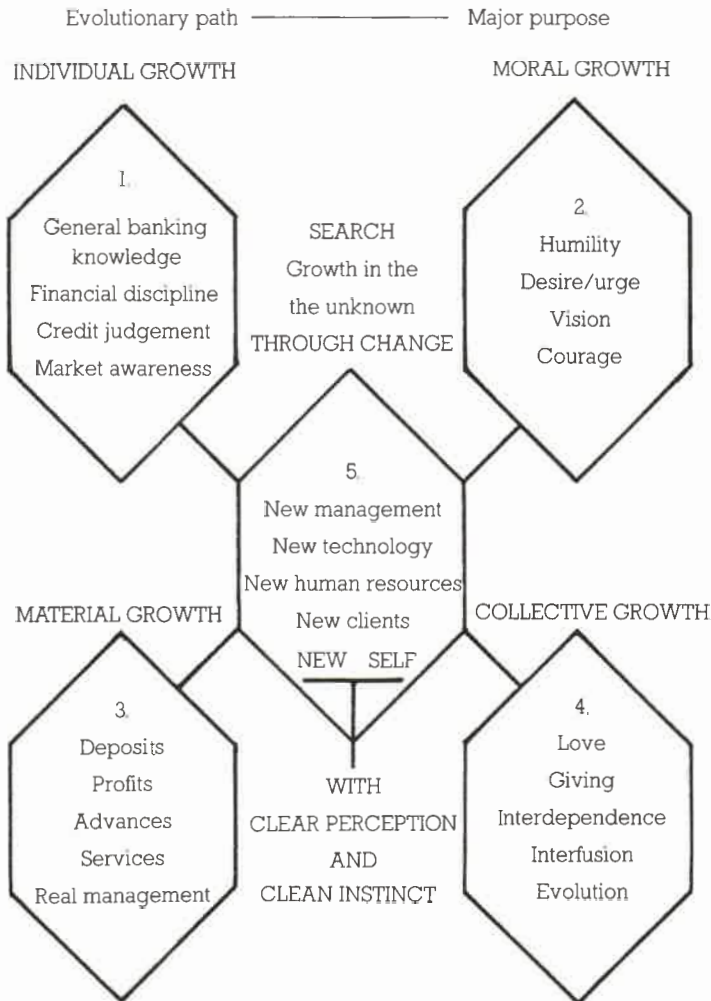 Evolutionary path Major purpose
INDIVIDUAL GROWTH
MORAL GROWTH
1.
General banking
knowledge
Financial discipline
Credit judgement
Market awareness
SEARCH
Growth in the
the unknown
THROUGH CHANGE
2.
Humility
Desire/urge
Vision
Courage
5.
New management
New technology
New human resources
New clients
NEW SELF
MATERIAL GROWTH
3.
Deposits
Profits
Advances
Services
Real management
WITH
CLEAR PERCEPTION
AND
CLEAN INSTINCT
COLLECTIVE GROWTH
4.
Love
Giving
Interdependence
Interfusion
Evolution